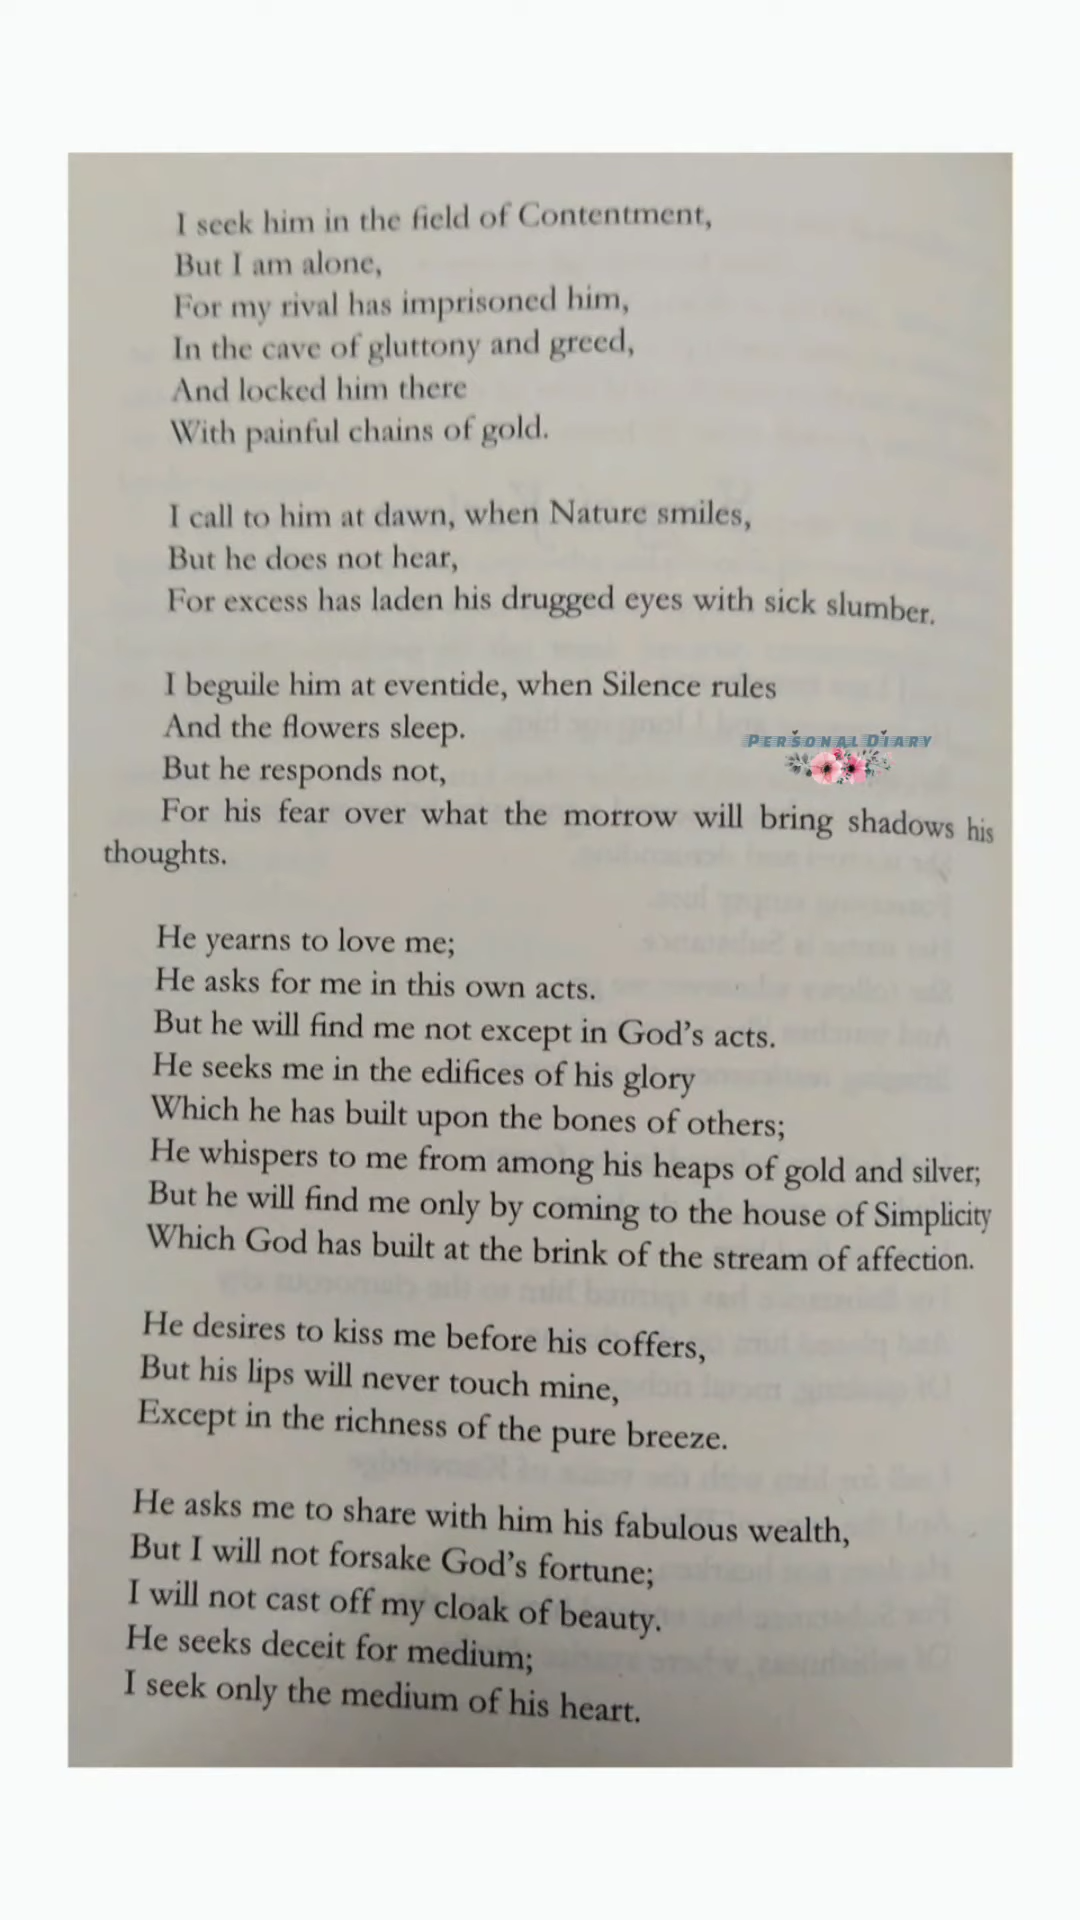 I seek him in the field of Contentment,
But I am alone,
For my rival has imprisoned him,
In the cave of gluttony and greed,
And locked him there
With painful chains of gold.
I call to him at dawn, when Nature smiles,
But he does not hear,
For excess has laden his drugged eyes with sick slumber.
I beguile him at eventide, when Silence rules
And the flowers sleep.
PERSONAL DIARY
But he responds not,
For his fear over what the morrow will bring shadows his
thoughts.
He yearns to love me;
He asks for me in this own acts.
But he will find me not except in God's acts.
He seeks me in the edifices of his glory
Which he has built upon the bones of others;
He whispers to me from among his heaps of gold and silver;
But he will find me only by coming to the house of Simplicity
Which God has built at the brink of the stream of affection.
He desires to kiss me before his coffers,
But his lips will never touch mine,
Except in the richness of the pure breeze.
He asks me to share with him his fabulous wealth,
But I will not forsake God's fortune;
I will not cast off my cloak of beauty.
He seeks deceit for medium;
I seek only the medium of his heart.